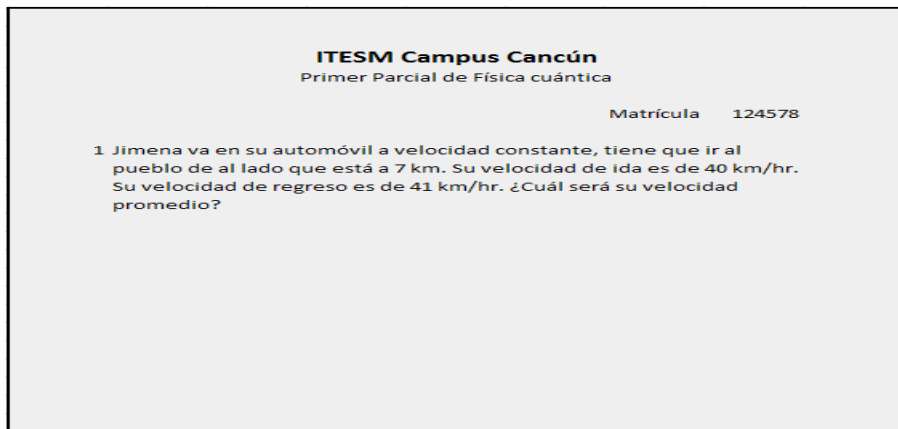 ITESM Campus Cancún
Primer Parcial de Física cuántica
Matrícula 124578
1 Jimena va en su automóvil a velocidad constante, tiene que ir al
pueblo de al lado que está a 7 km. Su velocidad de ida es de 40 km/hr.
Su velocidad de regreso es de 41 km/hr. ¿Cuál será su velocidad
promedio?